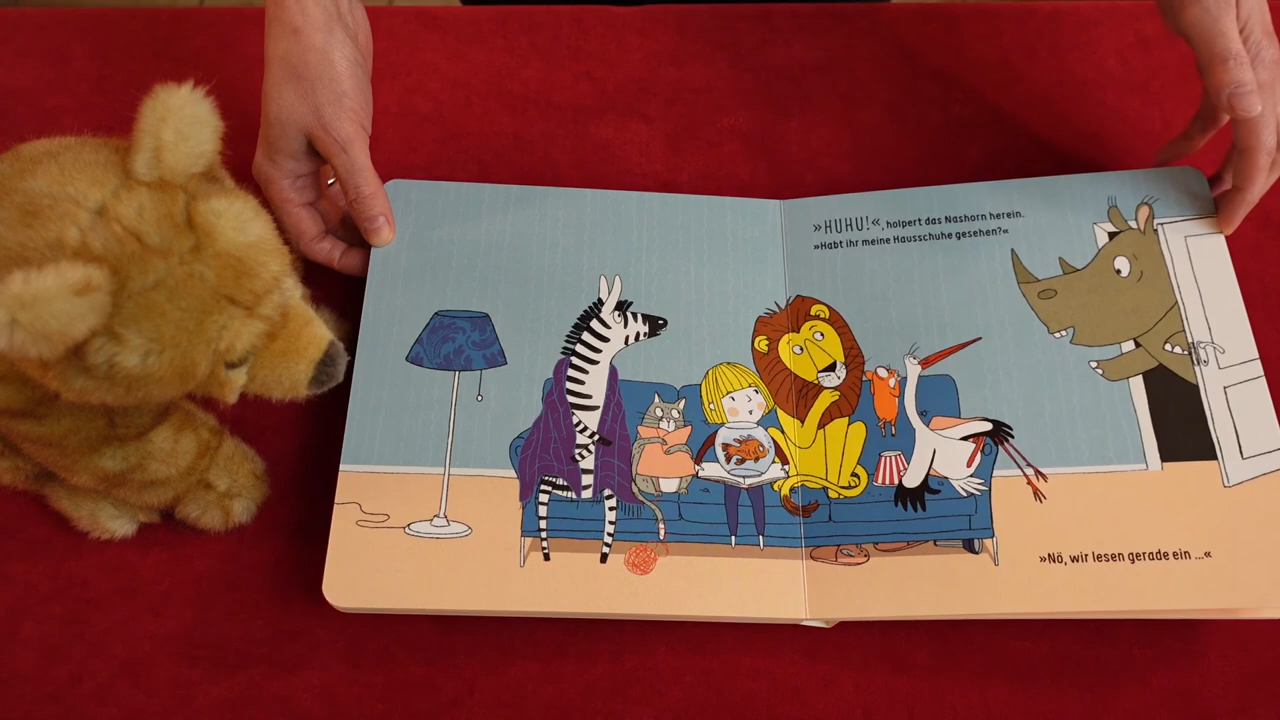 »HUHU!«, holpert das Nashorn herein.
»Habt ihr meine Hausschuhe gesehen?«
»Nö, wir lesen gerade ein ...«